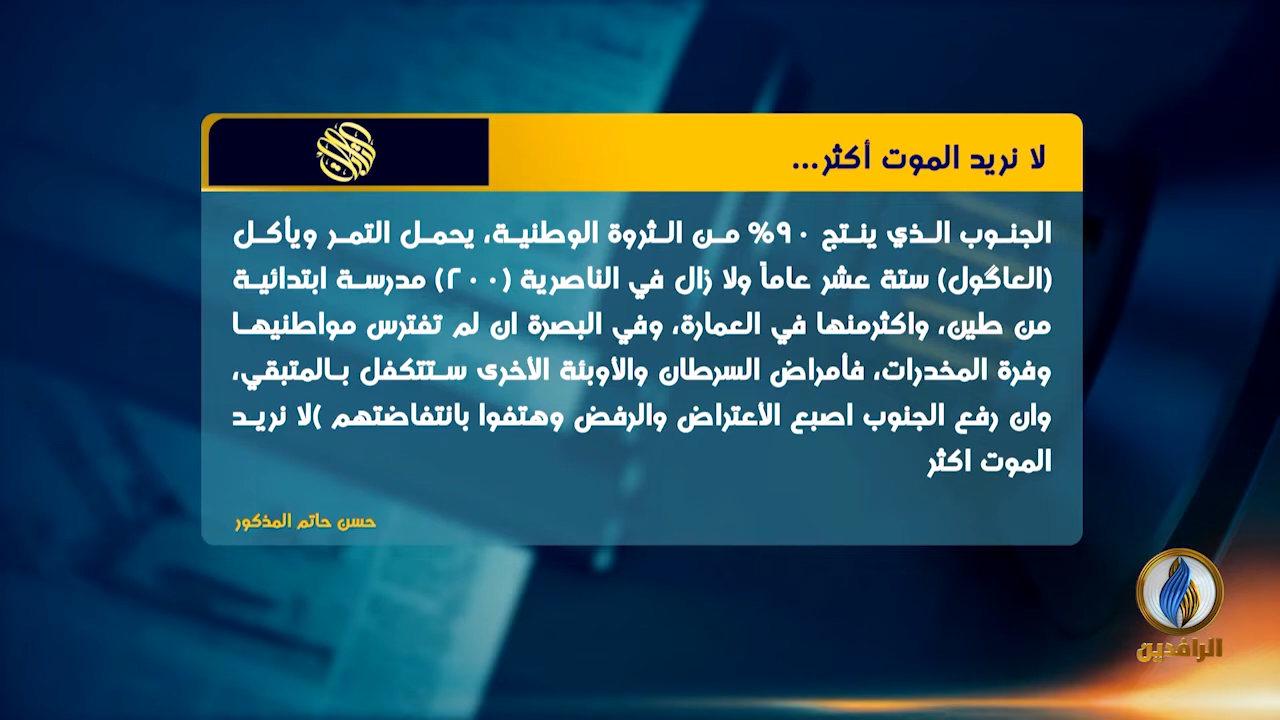 لا نريد الموت أكثر...
الجنوب الذي ينتج ٩٠% من الثروة الوطنية، يحمل التمر ويأكل
(العاگول) ستة عشر عاماً ولا زال في الناصرية (٢٠٠) مدرسة ابتدائية
من طين، واكثرمنها في العمارة، وفي البصرة ان لم تفترس مواطنيها
وفرة المخدرات، فأمراض السرطان والأوبئة الأخرى ستتكفل بالمتبقي،
وان رفع الجنوب اصبع الأعتراض والرفض وهتفوا بانتفاضتهم )لا نريد
الموت اكثر
حسن حاتم المذكور
الرافدين